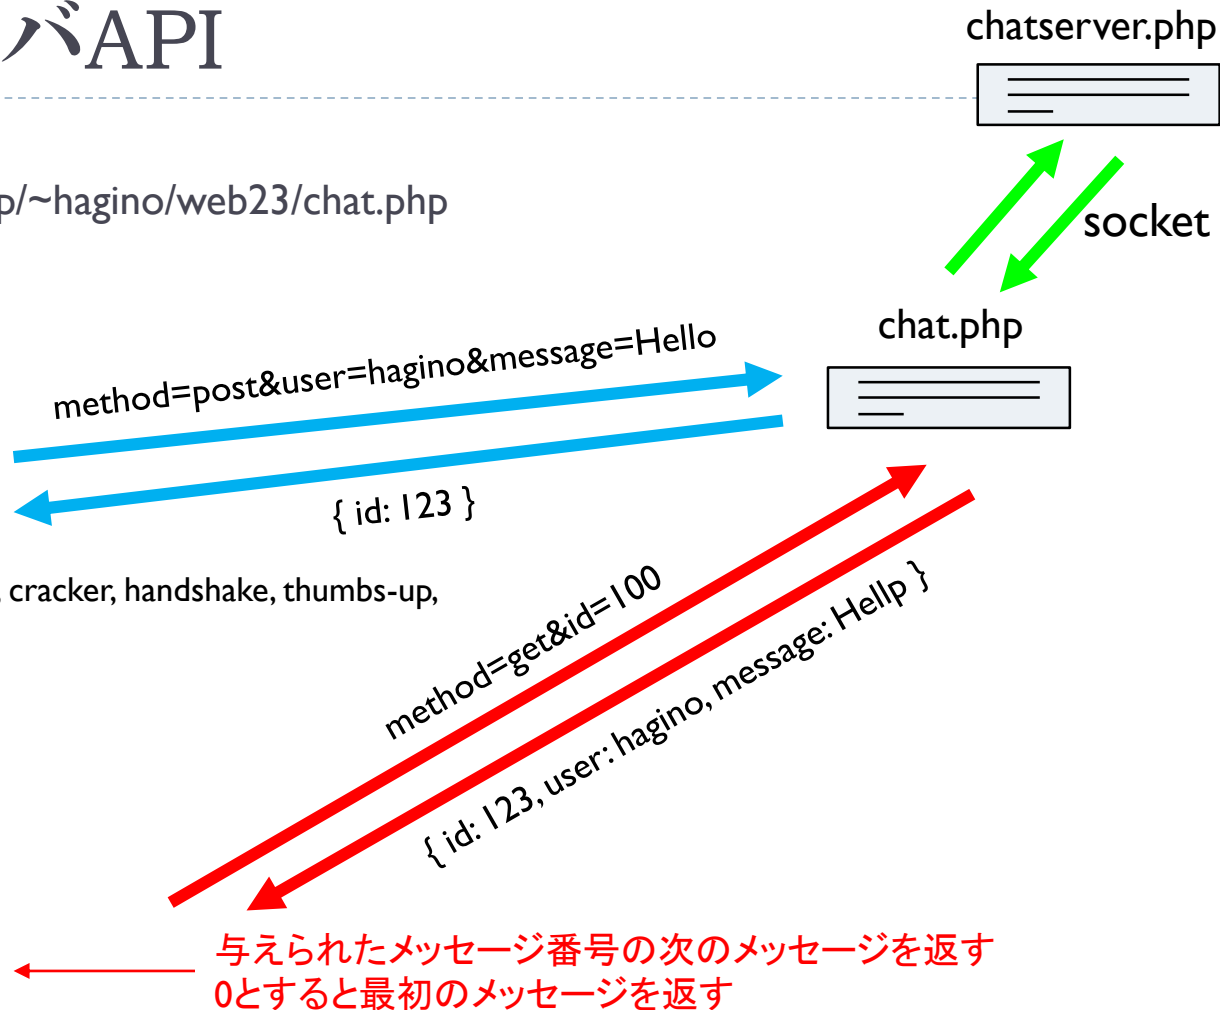 バAPI
chatserver.php
p/~hagino/web23/chat.php
socket
chat.php
method=post&user=hagino&message=Hello
{ id: 123 }
cracker, handshake, thumbs-up,
method=get&id=100
{ id: 123, user: hagino, message: Hellp }
与えられたメッセージ番号の次のメッセージを返す
0とすると最初のメッセージを返す